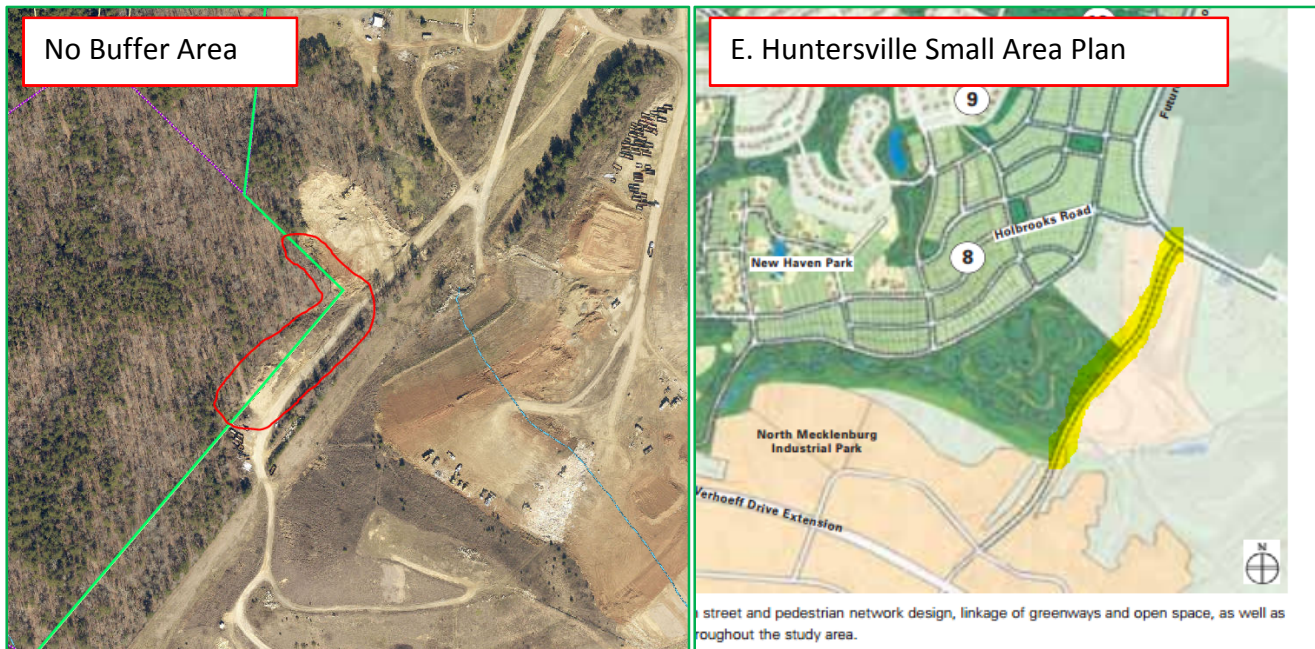 No Buffer Area
E. Huntersville Small Area Plan
9
Futur
Holbrooks Road
8
New Haven Park
North Mecklenburg
Industrial Park
Verhoeff Drive Extension
N
street and pedestrian network design, linkage of greenways and open space, as well as
roughout the study area.